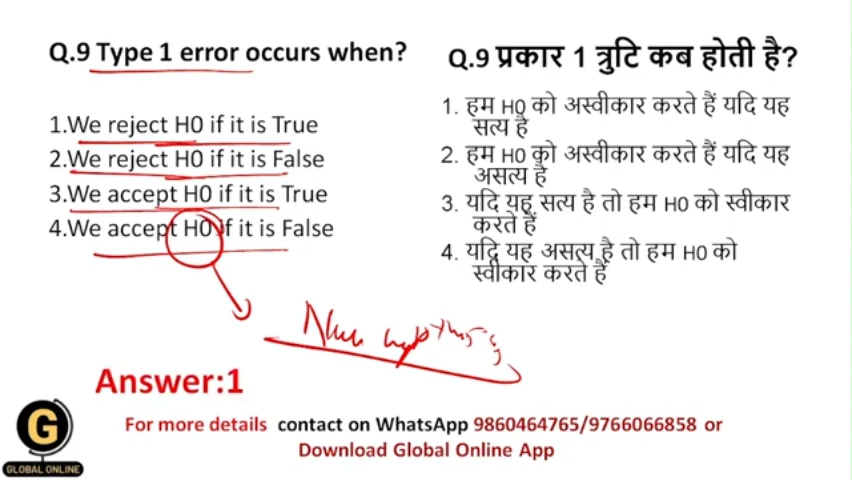 Q.9 Type 1 error occurs when?
1.We reject H0 if it is True
2.We reject H0 if it is False
3.We accept H0 if it is True
4.We accept H0 if it is False
Q.9 प्रकार 1 त्रुटि कब होती है?
1. हम H0 को अस्वीकार करते हैं यदि यह
सत्य है
2. हम H0 को अस्वीकार करते हैं यदि यह
असत्य है
3. यदि यह सत्य है तो हम H0 को स्वीकार
करते हैं
4. यदि यह असत्य है तो हम H0 को
स्वीकार करते हैं
Answer:1
For more details contact on WhatsApp 9860464765/9766066858 or
Download Global Online App
G
GLOBAL ONLINE